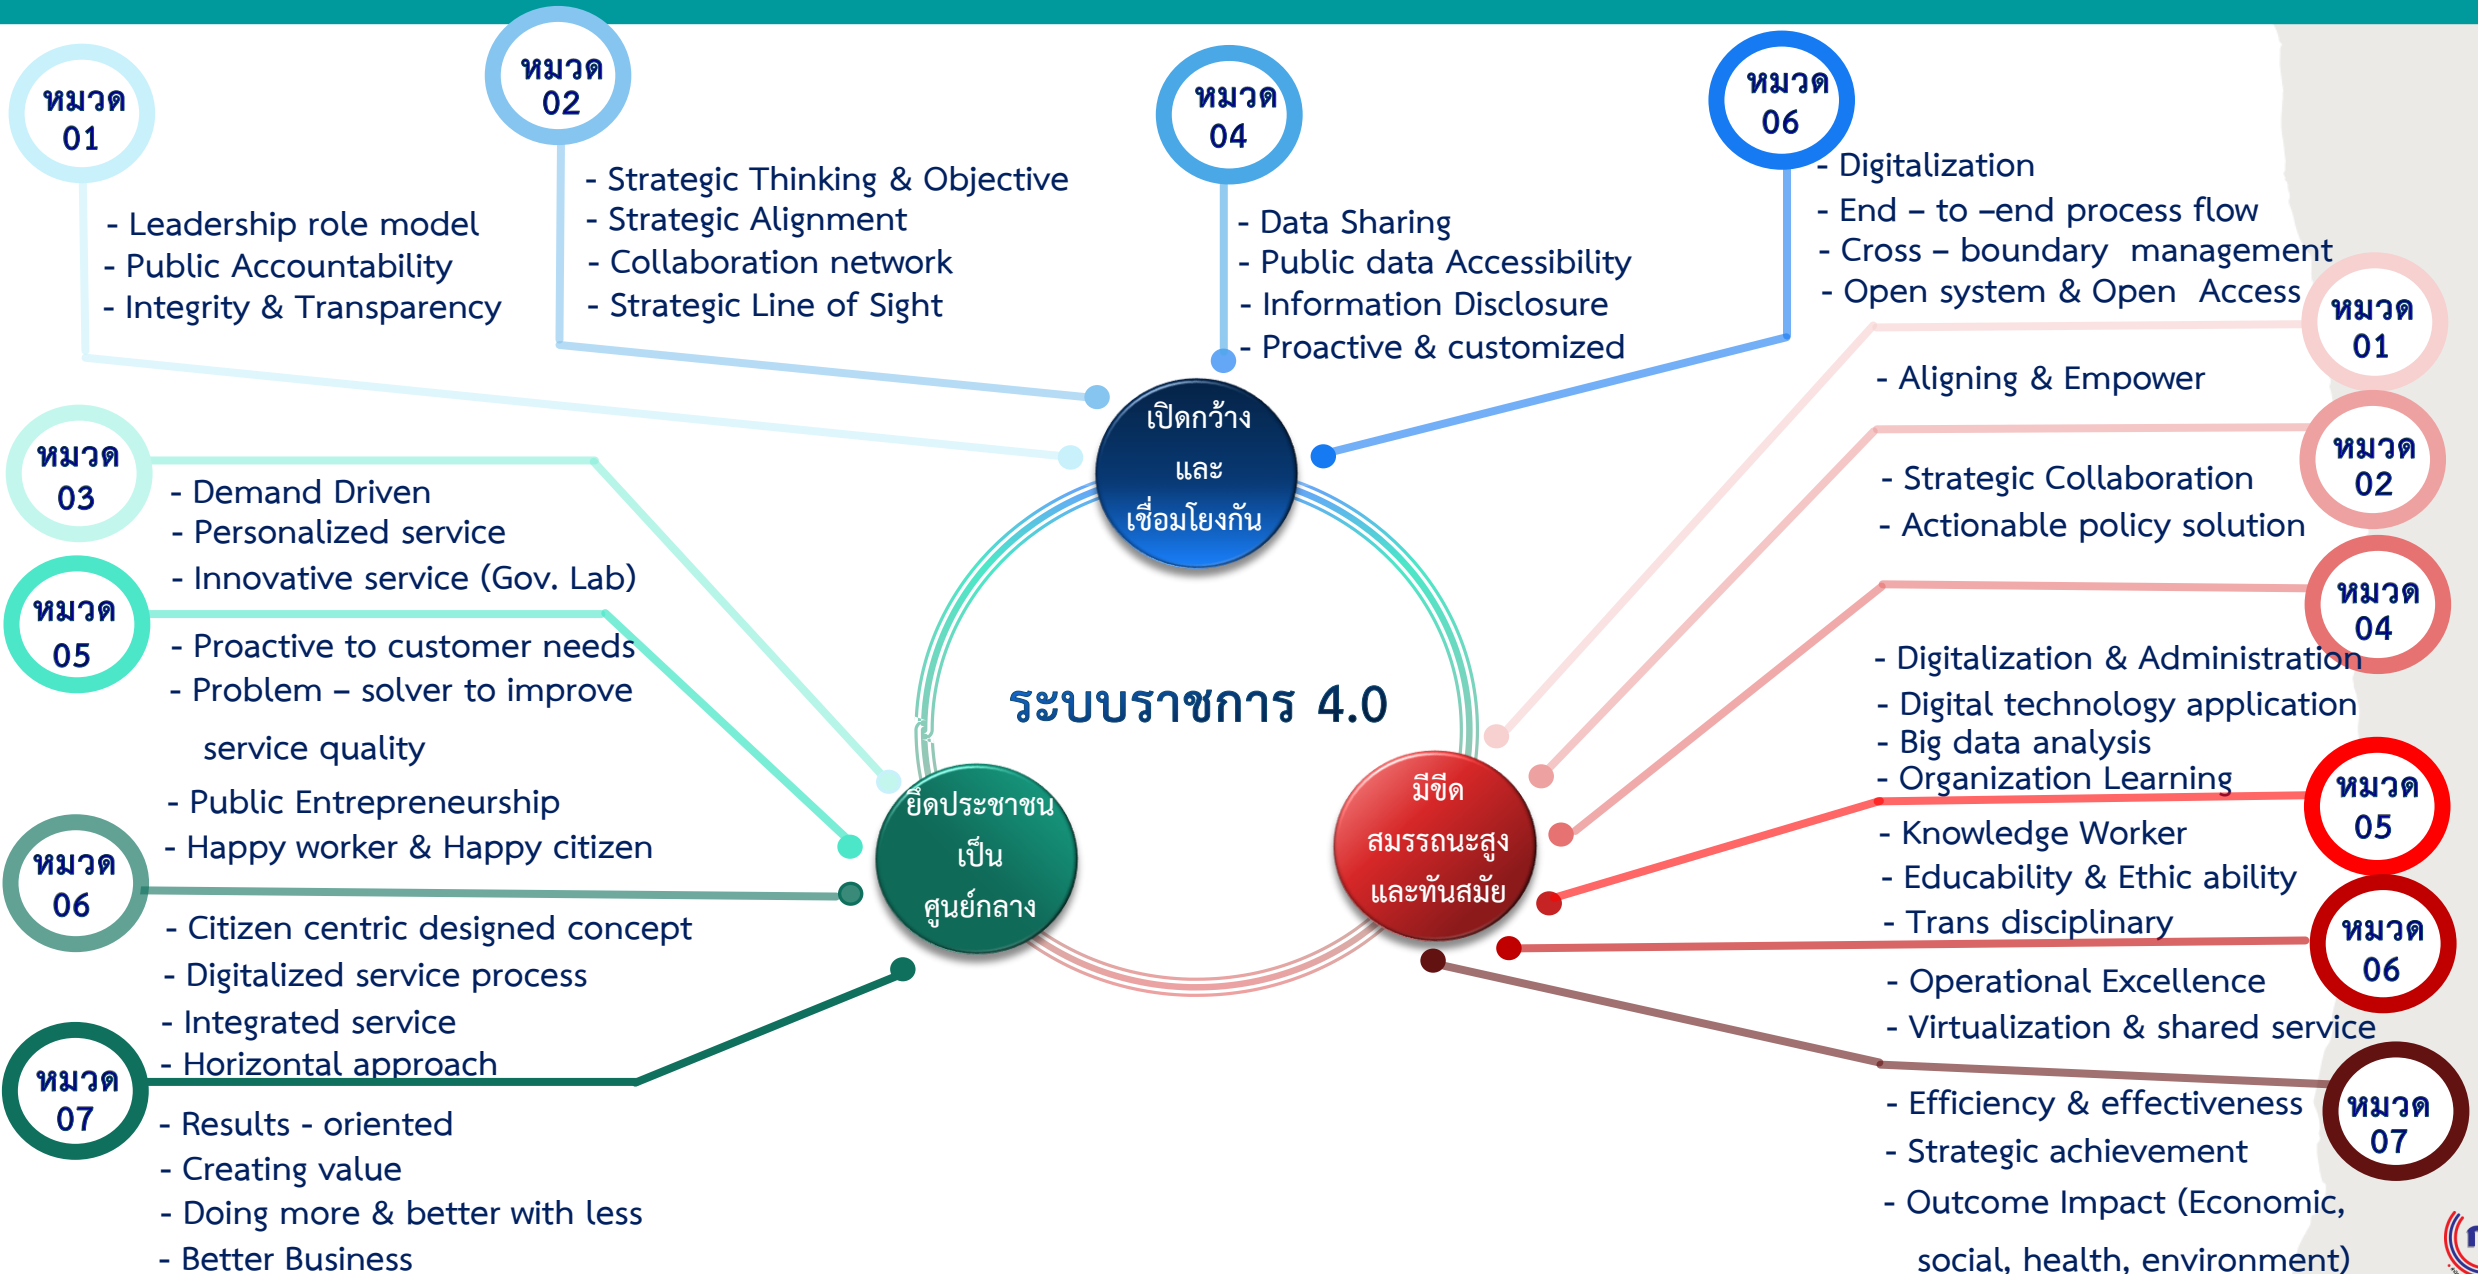 หมวด
01
- Leadership role model
- Public Accountability
- Integrity & Transparency
หมวด
02
- Strategic Thinking & Objective
- Strategic Alignment
- Collaboration network
- Strategic Line of Sight
หมวด
04
- Data Sharing
- Public data Accessibility
- Information Disclosure
- Proactive & customized
หมวด
06
- Digitalization
- End – to –end process flow
- Cross – boundary management
- Open system & Open Access
เปิดกว้าง
และ
เชื่อมโยงกัน
ระบบราชการ 4.0
หมวด
03
- Demand Driven
- Personalized service
- Innovative service (Gov. Lab)
หมวด
05
- Proactive to customer needs
- Problem – solver to improve
service quality
- Public Entrepreneurship
- Happy worker & Happy citizen
หมวด
06
- Citizen centric designed concept
- Digitalized service process
- Integrated service
- Horizontal approach
หมวด
07
- Results - oriented
- Creating value
- Doing more & better with less
- Better Business
ยึดประชาชน
เป็น
ศูนย์กลาง
มีขีด
สมรรถนะสูง
และทันสมัย
หมวด
01
- Aligning & Empower
หมวด
02
- Strategic Collaboration
- Actionable policy solution
หมวด
04
- Digitalization & Administration
- Digital technology application
- Big data analysis
- Organization Learning
หมวด
05
- Knowledge Worker
- Educability & Ethic ability
- Trans disciplinary
หมวด
06
- Operational Excellence
- Virtualization & shared service
หมวด
07
- Efficiency & effectiveness
- Strategic achievement
- Outcome Impact (Economic,
social, health, environment)